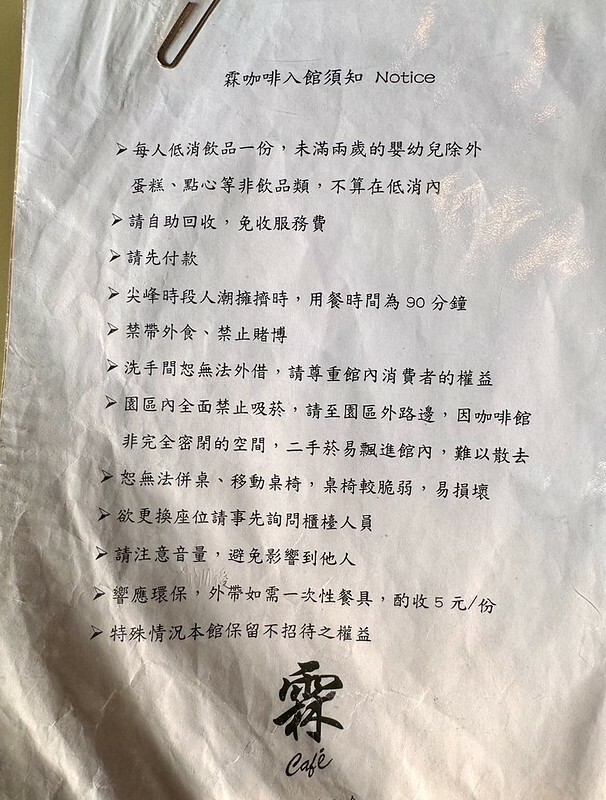 霖咖啡入館須知 Notice
➢每人低消飲品一份，未滿兩歲的嬰幼兒除外
蛋糕、點心等非飲品類，不算在低消內
➢請自助回收，免收服務費
➢請先付款
➢尖峰時段人潮擁擠時，用餐時間為 90 分鐘
➢禁帶外食、禁止賭博
➢洗手間恕無法外借，請尊重館內消費者的權益
➢園區內全面禁止吸菸，請至園區外路邊，因咖啡館
非完全密閉的空間，二手菸易飄進館內，難以散去
➢恕無法併桌、移動桌椅，桌椅較脆弱，易損壞
➢欲更換座位請事先詢問櫃檯人員
➢請注意音量，避免影響到他人
➢響應環保，外帶如需一次性餐具，酌收 5 元/份
➢特殊情況本館保留不招待之權益
霖
Café